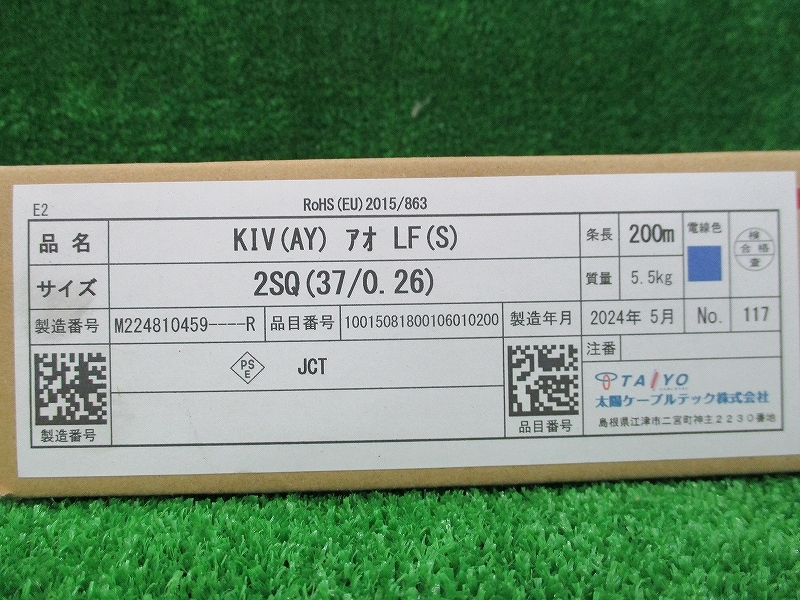 E2
RoHS(EU)2015/863
品名 KIV(AY) ｱｵ LF(S) 条長 200m 電線色 検合格査
サイズ 2SQ(37/0.26) 質量 5.5kg
製造番号 M224810459----R 品目番号 10015081800106010200 製造年月 2024年 5月 No. 117
注番
PSE JCT
TAIYO
太陽ケーブルテック株式会社
島根県江津市二宮町神主2230番地
製造番号 品目番号